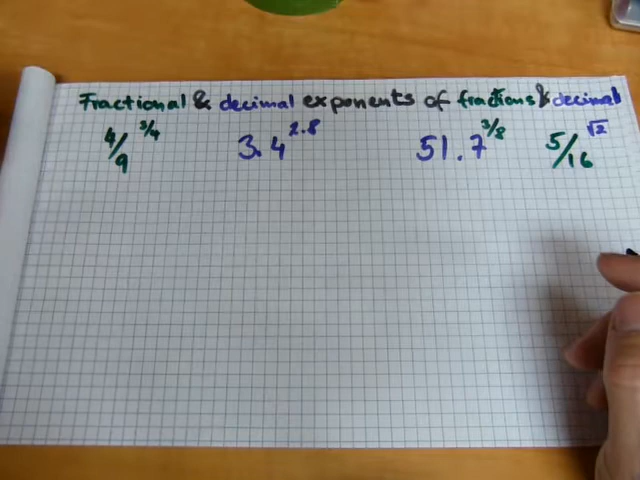 Fractional & decimal exponents of fractions & decimal
4/9^3/4 3.4^2.8 51.7^3/8 5/16^√2